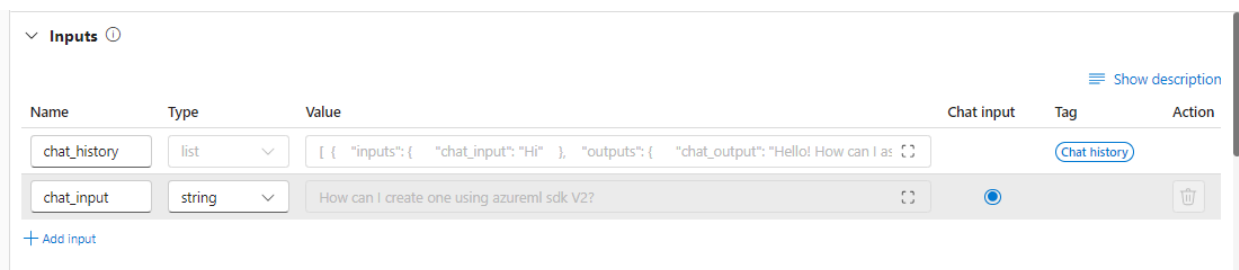 Inputs
Show description
Name Type Value Chat input Tag Action
chat_history list [ { "inputs": { "chat_input": "Hi" }, "outputs": { "chat_output": "Hello! How can I as Chat history
chat_input string How can I create one using azureml sdk V2?
+ Add input